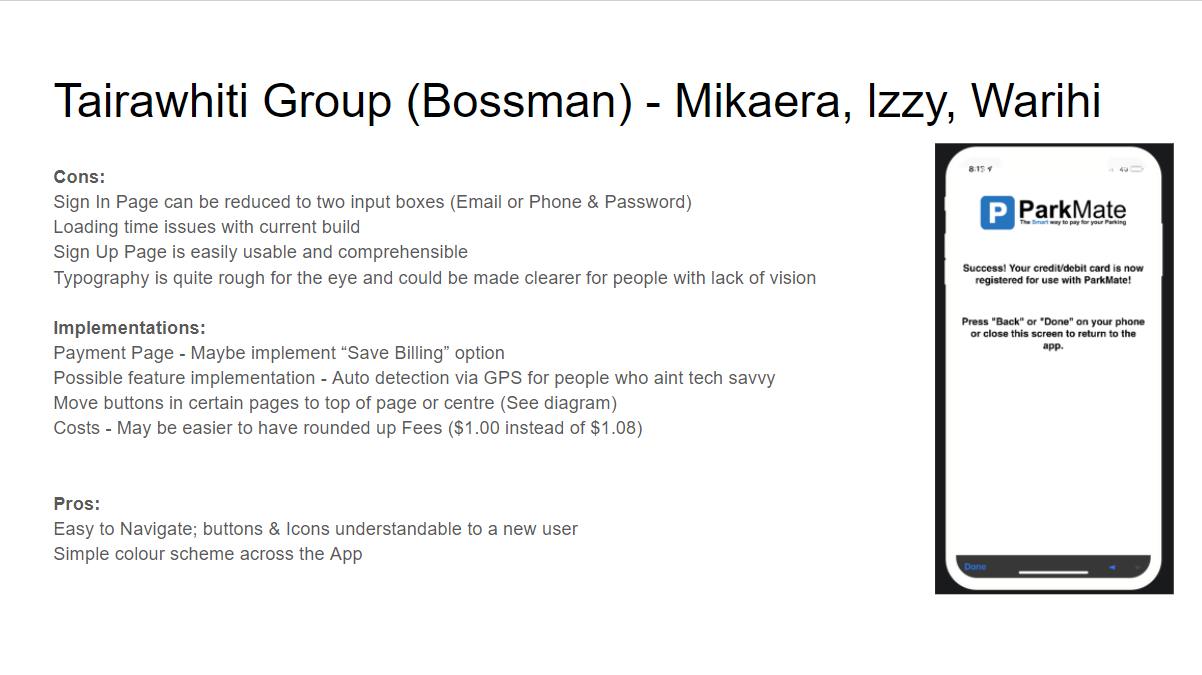 Tairawhiti Group (Bossman) - Mikaera, Izzy, Warihi
Cons:
Sign In Page can be reduced to two input boxes (Email or Phone & Password)
Loading time issues with current build
Sign Up Page is easily usable and comprehensible
Typography is quite rough for the eye and could be made clearer for people with lack of vision
Implementations:
Payment Page - Maybe implement “Save Billing” option
Possible feature implementation - Auto detection via GPS for people who aint tech savvy
Move buttons in certain pages to top of page or centre (See diagram)
Costs - May be easier to have rounded up Fees ($1.00 instead of $1.08)
Pros:
Easy to Navigate; buttons & Icons understandable to a new user
Simple colour scheme across the App
4G
P ParkMate
The Smart way to pay for your Parking
Success! Your credit/debit card is now
registered for use with ParkMate!
Press "Back" or "Done" on your phone
or close this screen to return to the
app.
Done